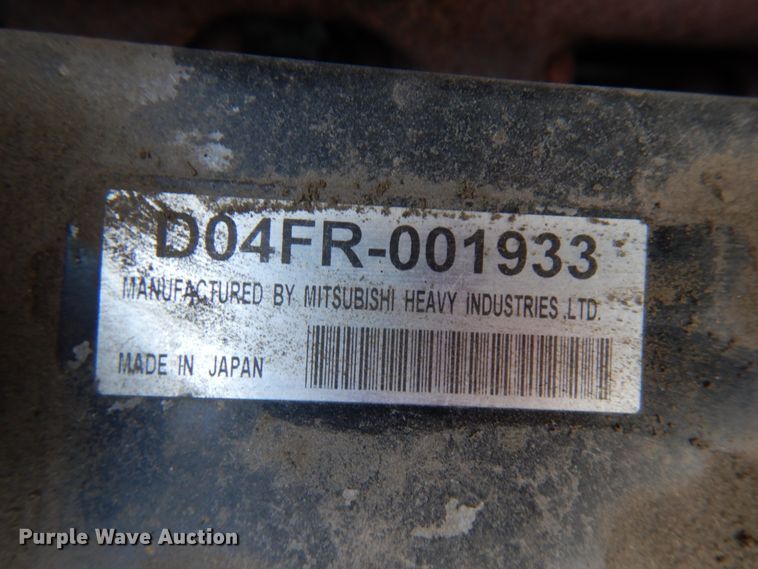 D04FR-001933
MANUFACTURED BY MITSUBISHI HEAVY INDUSTRIES,LTD.
MADE IN JAPAN
Purple Wave Auction®